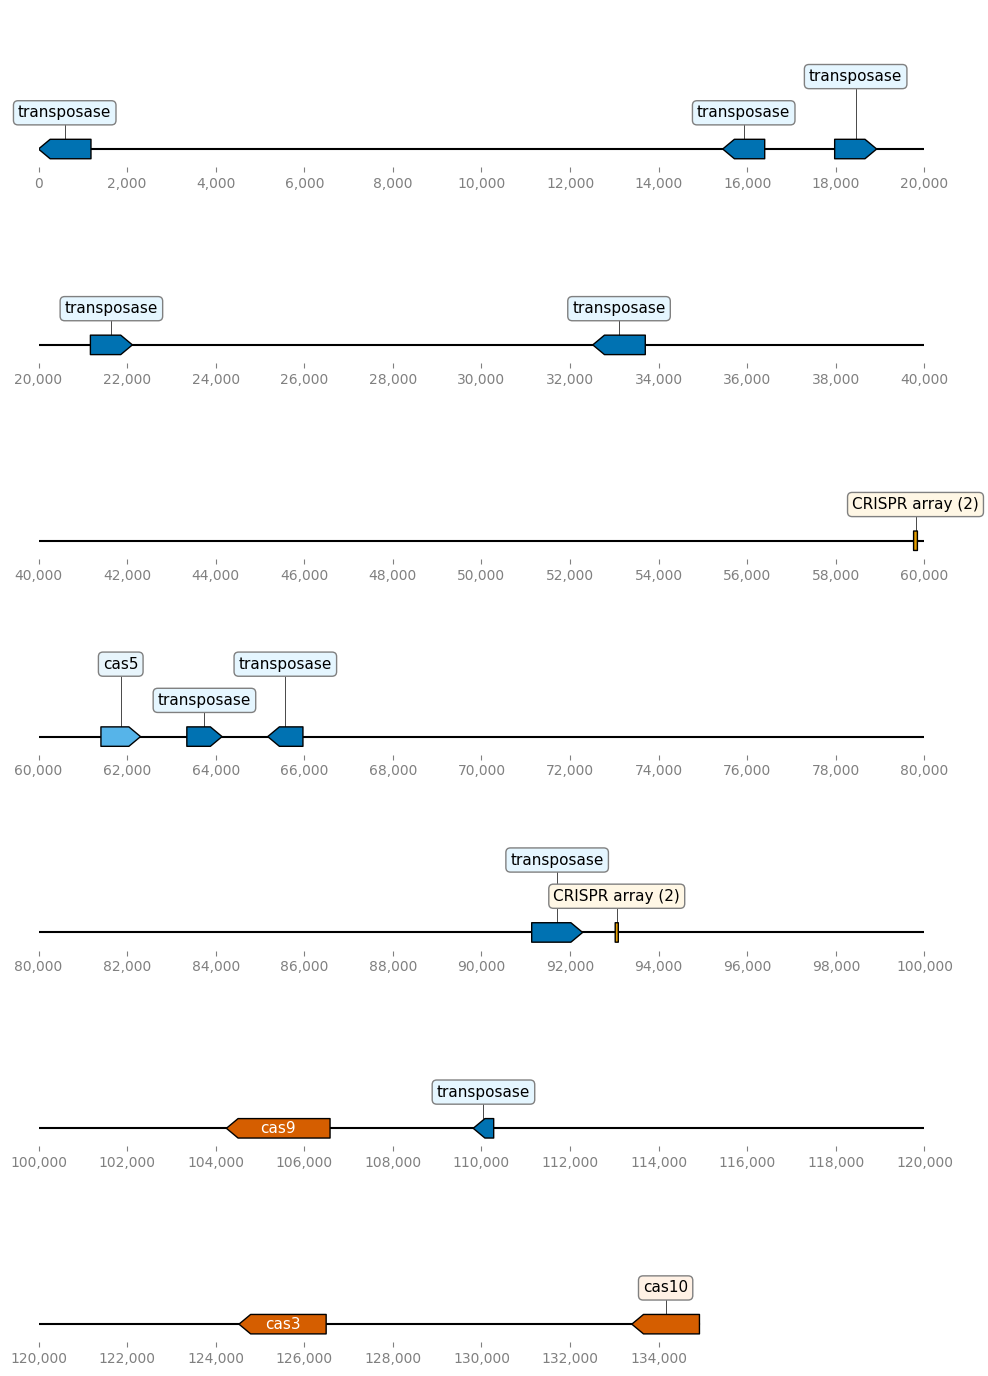 transposase
transposase transposase
0 2,000 4,000 6,000 8,000 10,000 12,000 14,000 16,000 18,000 20,000
transposase transposase
20,000 22,000 24,000 26,000 28,000 30,000 32,000 34,000 36,000 38,000 40,000
CRISPR array (2)
40,000 42,000 44,000 46,000 48,000 50,000 52,000 54,000 56,000 58,000 60,000
cas5 transposase
transposase
60,000 62,000 64,000 66,000 68,000 70,000 72,000 74,000 76,000 78,000 80,000
transposase
CRISPR array (2)
80,000 82,000 84,000 86,000 88,000 90,000 92,000 94,000 96,000 98,000 100,000
transposase
cas9
100,000 102,000 104,000 106,000 108,000 110,000 112,000 114,000 116,000 118,000 120,000
cas10
cas3
120,000 122,000 124,000 126,000 128,000 130,000 132,000 134,000